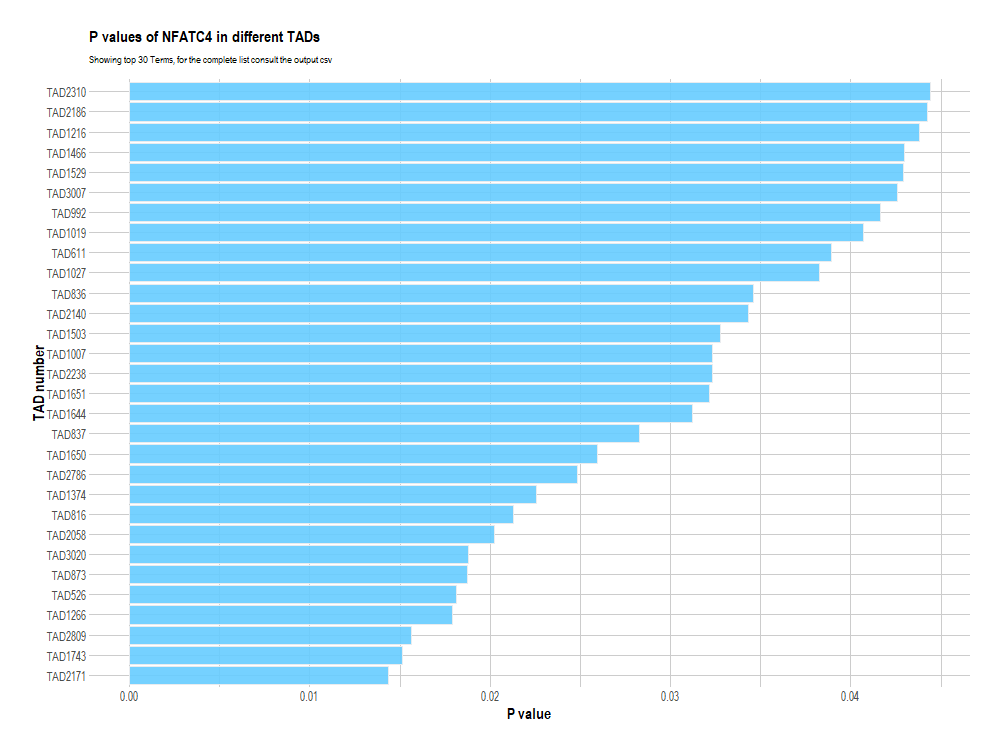 P values of NFATC4 in different TADs
Showing top 30 Terms, for the complete list consult the output csv
TAD number
TAD2310
TAD2186
TAD1216
TAD1466
TAD1529
TAD3007
TAD992
TAD1019
TAD611
TAD1027
TAD836
TAD2140
TAD1503
TAD1007
TAD2238
TAD1651
TAD1644
TAD837
TAD1650
TAD2786
TAD1374
TAD816
TAD2058
TAD3020
TAD873
TAD526
TAD1266
TAD2809
TAD1743
TAD2171
0.00 0.01 0.02 0.03 0.04
P value